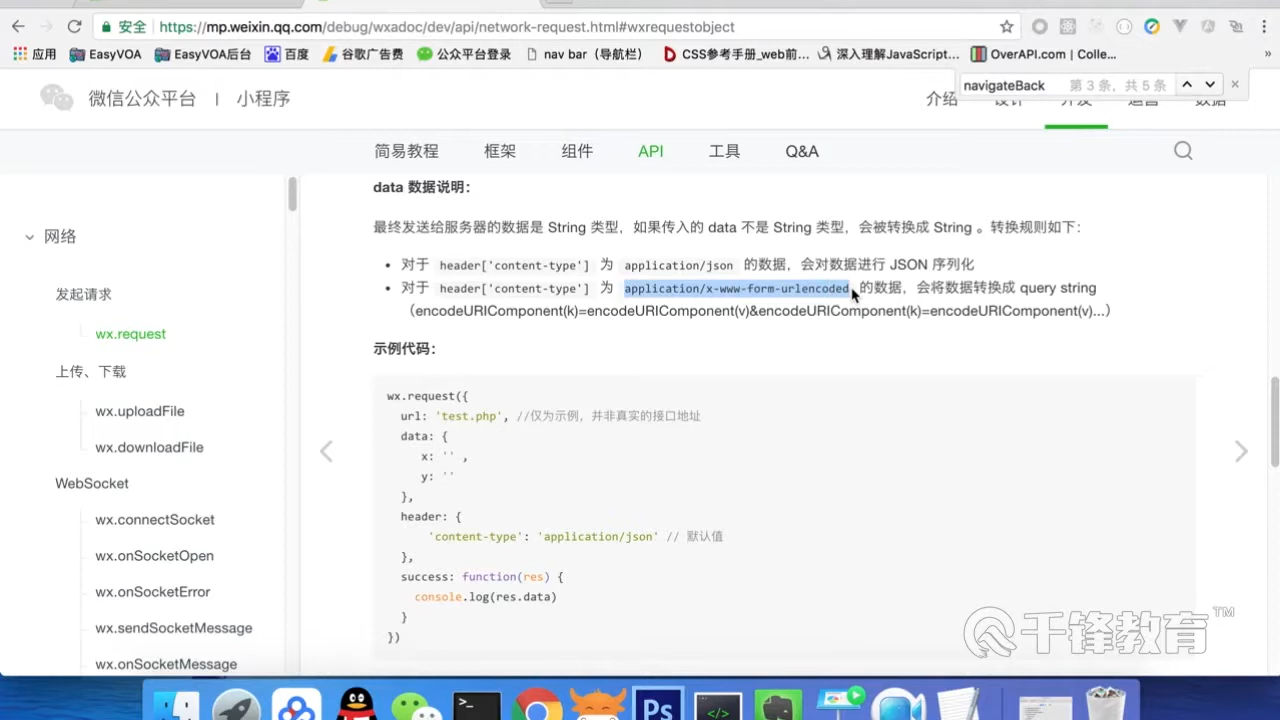 安全 https://mp.weixin.qq.com/debug/wxadoc/dev/api/network-request.html#wxrequestobject
应用 EasyVOA EasyVOA后台 百度 谷歌广告费 公众平台登录 nav bar（导航栏） CSS参考手册_web前... 深入理解JavaScript... OverAPI.com | Colle... »
navigateBack 第 3 条，共 5 条
微信公众平台 | 小程序 介绍 设计 开发 运营 数据
简易教程 框架 组件 API 工具 Q&A
网络
发起请求
wx.request
上传、下载
wx.uploadFile
wx.downloadFile
WebSocket
wx.connectSocket
wx.onSocketOpen
wx.onSocketError
wx.sendSocketMessage
wx.onSocketMessage
data 数据说明：
最终发送给服务器的数据是 String 类型，如果传入的 data 不是 String 类型，会被转换成 String 。转换规则如下：
• 对于 header['content-type'] 为 application/json 的数据，会对数据进行 JSON 序列化
• 对于 header['content-type'] 为 application/x-www-form-urlencoded 的数据，会将数据转换成 query string
（encodeURIComponent(k)=encodeURIComponent(v)&encodeURIComponent(k)=encodeURIComponent(v)...）
示例代码：
wx.request({
url: 'test.php', //仅为示例，并非真实的接口地址
data: {
x: '' ,
y: ''
},
header: {
'content-type': 'application/json' // 默认值
},
success: function(res) {
console.log(res.data)
}
})
千锋教育™
Ps